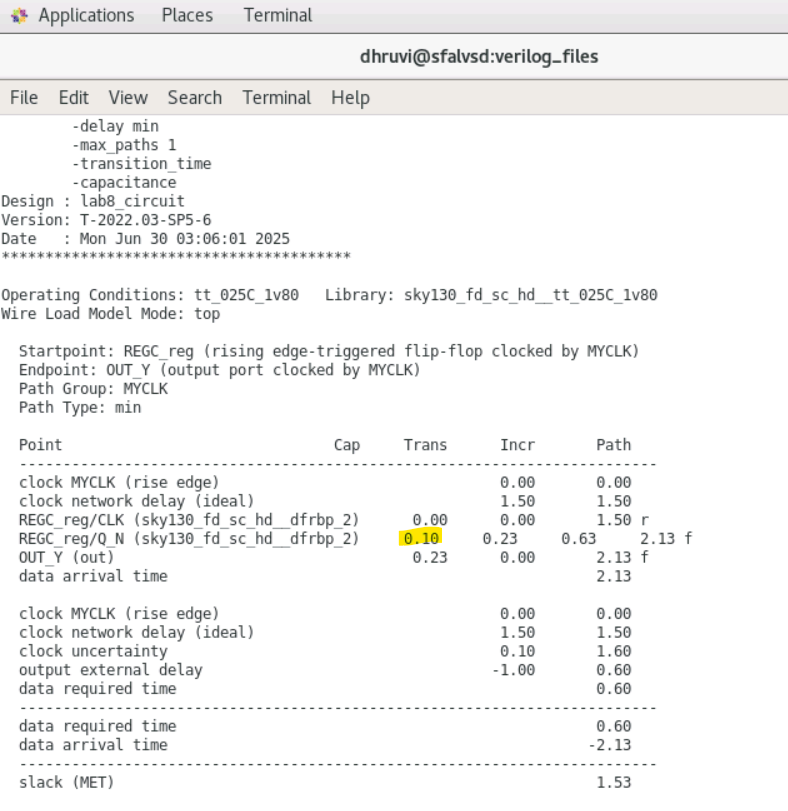 Applications Places Terminal
dhruvi@sfalvsd:verilog_files
File Edit View Search Terminal Help
        -delay min
        -max_paths 1
        -transition_time
        -capacitance
Design : lab8_circuit
Version: T-2022.03-SP5-6
Date   : Mon Jun 30 03:06:01 2025
****************************************
Operating Conditions: tt_025C_1v80   Library: sky130_fd_sc_hd__tt_025C_1v80
Wire Load Model Mode: top
  Startpoint: REGC_reg (rising edge-triggered flip-flop clocked by MYCLK)
  Endpoint: OUT_Y (output port clocked by MYCLK)
  Path Group: MYCLK
  Path Type: min
  Point                               Cap     Trans      Incr       Path
  -------------------------------------------------------------------------
  clock MYCLK (rise edge)                                0.00       0.00
  clock network delay (ideal)                            1.50       1.50
  REGC_reg/CLK (sky130_fd_sc_hd__dfrbp_2)      0.00      0.00       1.50 r
  REGC_reg/Q_N (sky130_fd_sc_hd__dfrbp_2)     0.10     0.23     0.63     2.13 f
  OUT_Y (out)                                  0.23      0.00       2.13 f
  data arrival time                                                 2.13
  clock MYCLK (rise edge)                                0.00       0.00
  clock network delay (ideal)                            1.50       1.50
  clock uncertainty                                      0.10       1.60
  output external delay                                 -1.00       0.60
  data required time                                                0.60
  -------------------------------------------------------------------------
  data required time                                                0.60
  data arrival time                                                -2.13
  -------------------------------------------------------------------------
  slack (MET)                                                       1.53